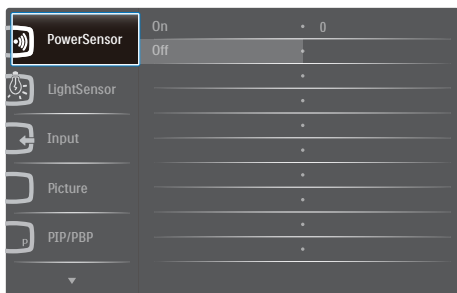 PowerSensor
On • 0
Off •
•
LightSensor
•
Input
•
•
Picture
•
•
P
PIP/PBP
•
▼